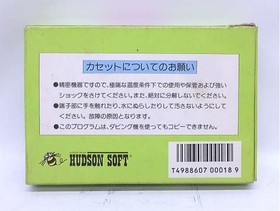 カセットについてのお願い
●精密機器ですので、極端な温度条件下での使用や保管および強い
ショックをさけてください。また、絶対に分解しないでください。
●端子部に手を触れたり、水にぬらしたりして汚さないようにして
ください。故障の原因となります。
●このプログラムは、ダビング機を使ってもコピーできません。
HUDSON SOFT
T4988607 00018 9